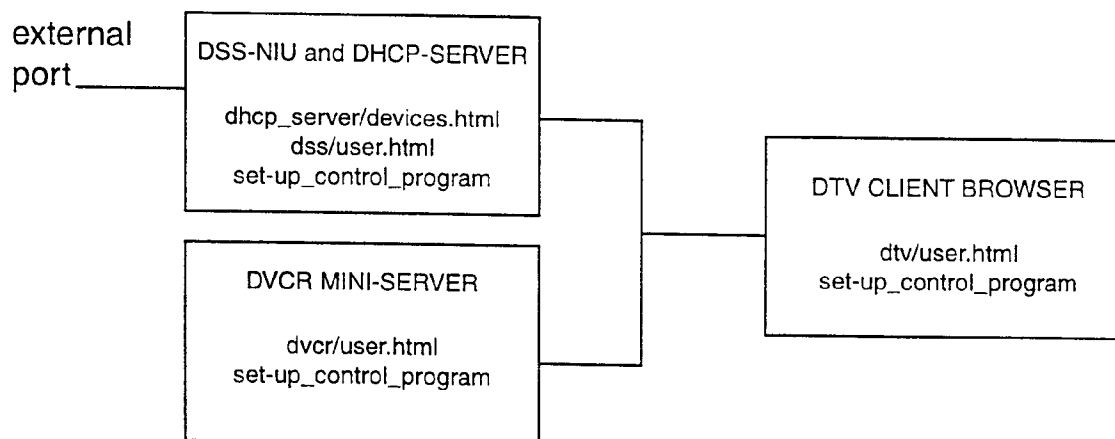 external
port
DSS-NIU and DHCP-SERVER
dhcp_server/devices.html
dss/user.html
set-up_control_program
DVCR MINI-SERVER
dvcr/user.html
set-up_control_program
DTV CLIENT BROWSER
dtv/user.html
set-up_control_program